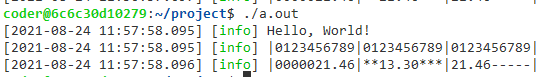 coder@6c6c30d10279:~/project$ ./a.out
[2021-08-24 11:57:58.095] [info] Hello, World!
[2021-08-24 11:57:58.095] [info] |0123456789|0123456789|0123456789|
[2021-08-24 11:57:58.096] [info] |0000021.46|**13.30***|21.46-----|